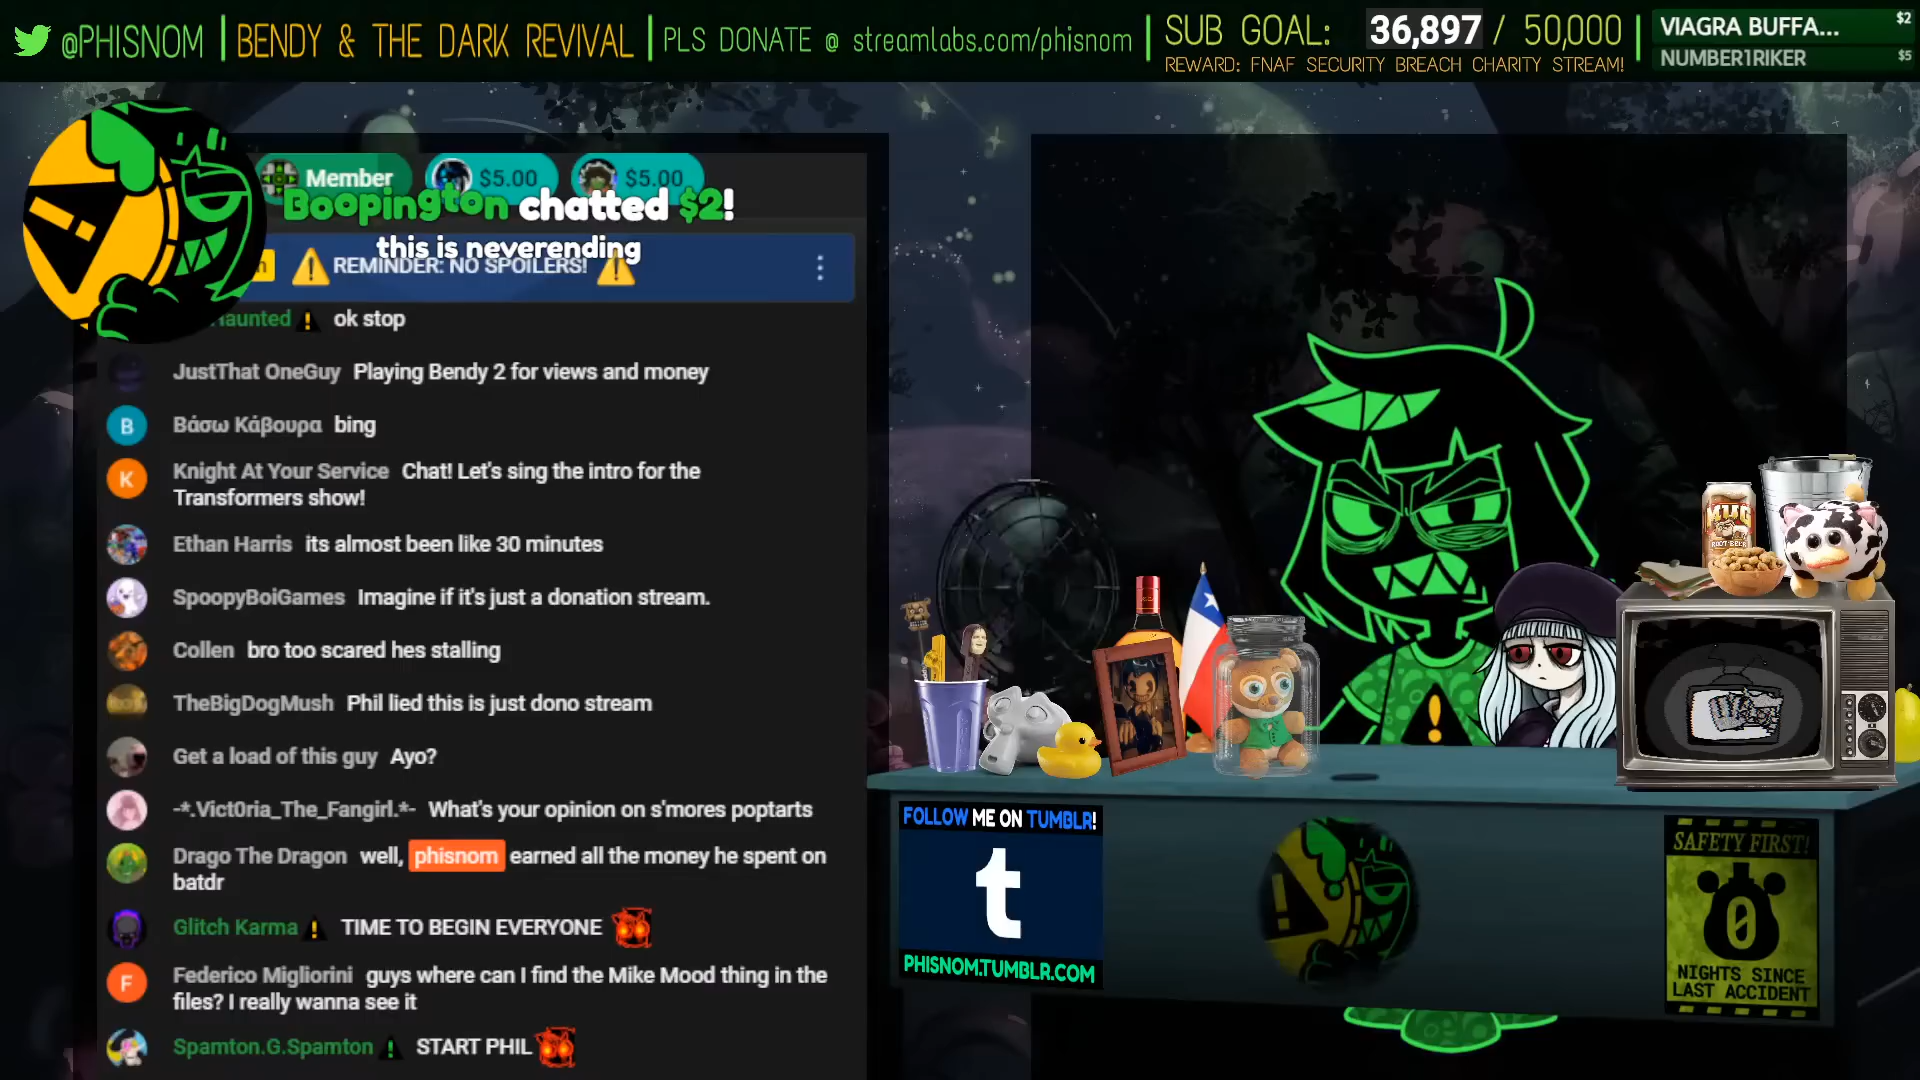 @PHISNOM
BENDY & THE DARK REVIVAL
PLS DONATE @ streamlabs.com/phisnom
SUB GOAL: 36,897 / 50,000
REWARD: FNAF SECURITY BREACH CHARITY STREAM!
VIAGRA BUFFA... $2
NUMBER1RIKER $5
Member $5.00 $5.00
Boopington chatted $2!
this is neverending
REMINDER: NO SPOILERS!
Haunted ok stop
JustThat OneGuy Playing Bendy 2 for views and money
B Βάσω Κάβουρα bing
K Knight At Your Service Chat! Let's sing the intro for the
Transformers show!
Ethan Harris its almost been like 30 minutes
SpoopyBoiGames Imagine if it's just a donation stream.
Collen bro too scared hes stalling
TheBigDogMush Phil lied this is just dono stream
Get a load of this guy Ayo?
-*.Vict0ria_The_Fangirl.*- What's your opinion on s'mores poptarts
Drago The Dragon well, phisnom earned all the money he spent on
batdr
Glitch Karma TIME TO BEGIN EVERYONE
F Federico Migliorini guys where can I find the Mike Mood thing in the
files? I really wanna see it
Spamton.G.Spamton START PHIL
MUG
ROOT BEER
FOLLOW ME ON TUMBLR!
t
PHISNOM.TUMBLR.COM
SAFETY FIRST!
0
NIGHTS SINCE
LAST ACCIDENT